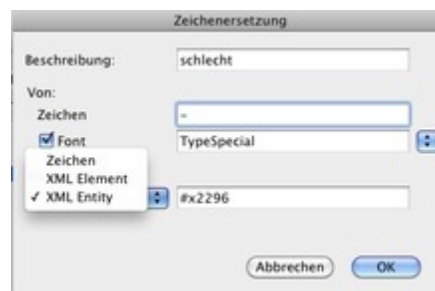 Zeichenersetzung
Beschreibung: schlecht
Von:
Zeichen -
Font TypeSpecial
Zeichen
XML Element
✓ XML Entity #x2296
Abbrechen OK